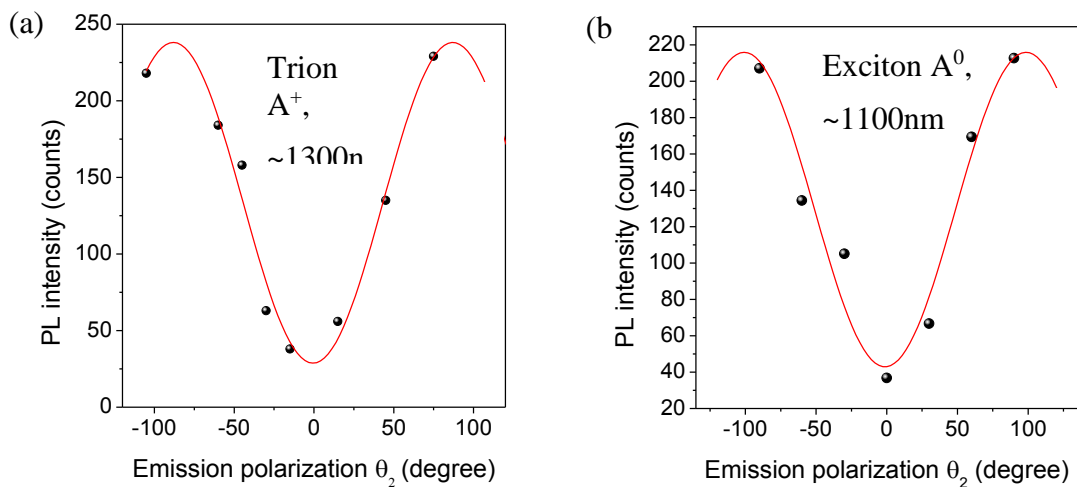 (a)
250
200
150
100
50
0
PL intensity (counts)
Trion
A⁺,
~1300n
-100 -50 0 50 100
Emission polarization θ₂ (degree)
(b
220
200
180
160
140
120
100
80
60
40
20
PL intensity (counts)
Exciton A⁰,
~1100nm
-100 -50 0 50 100
Emission polarization θ₂ (degree)